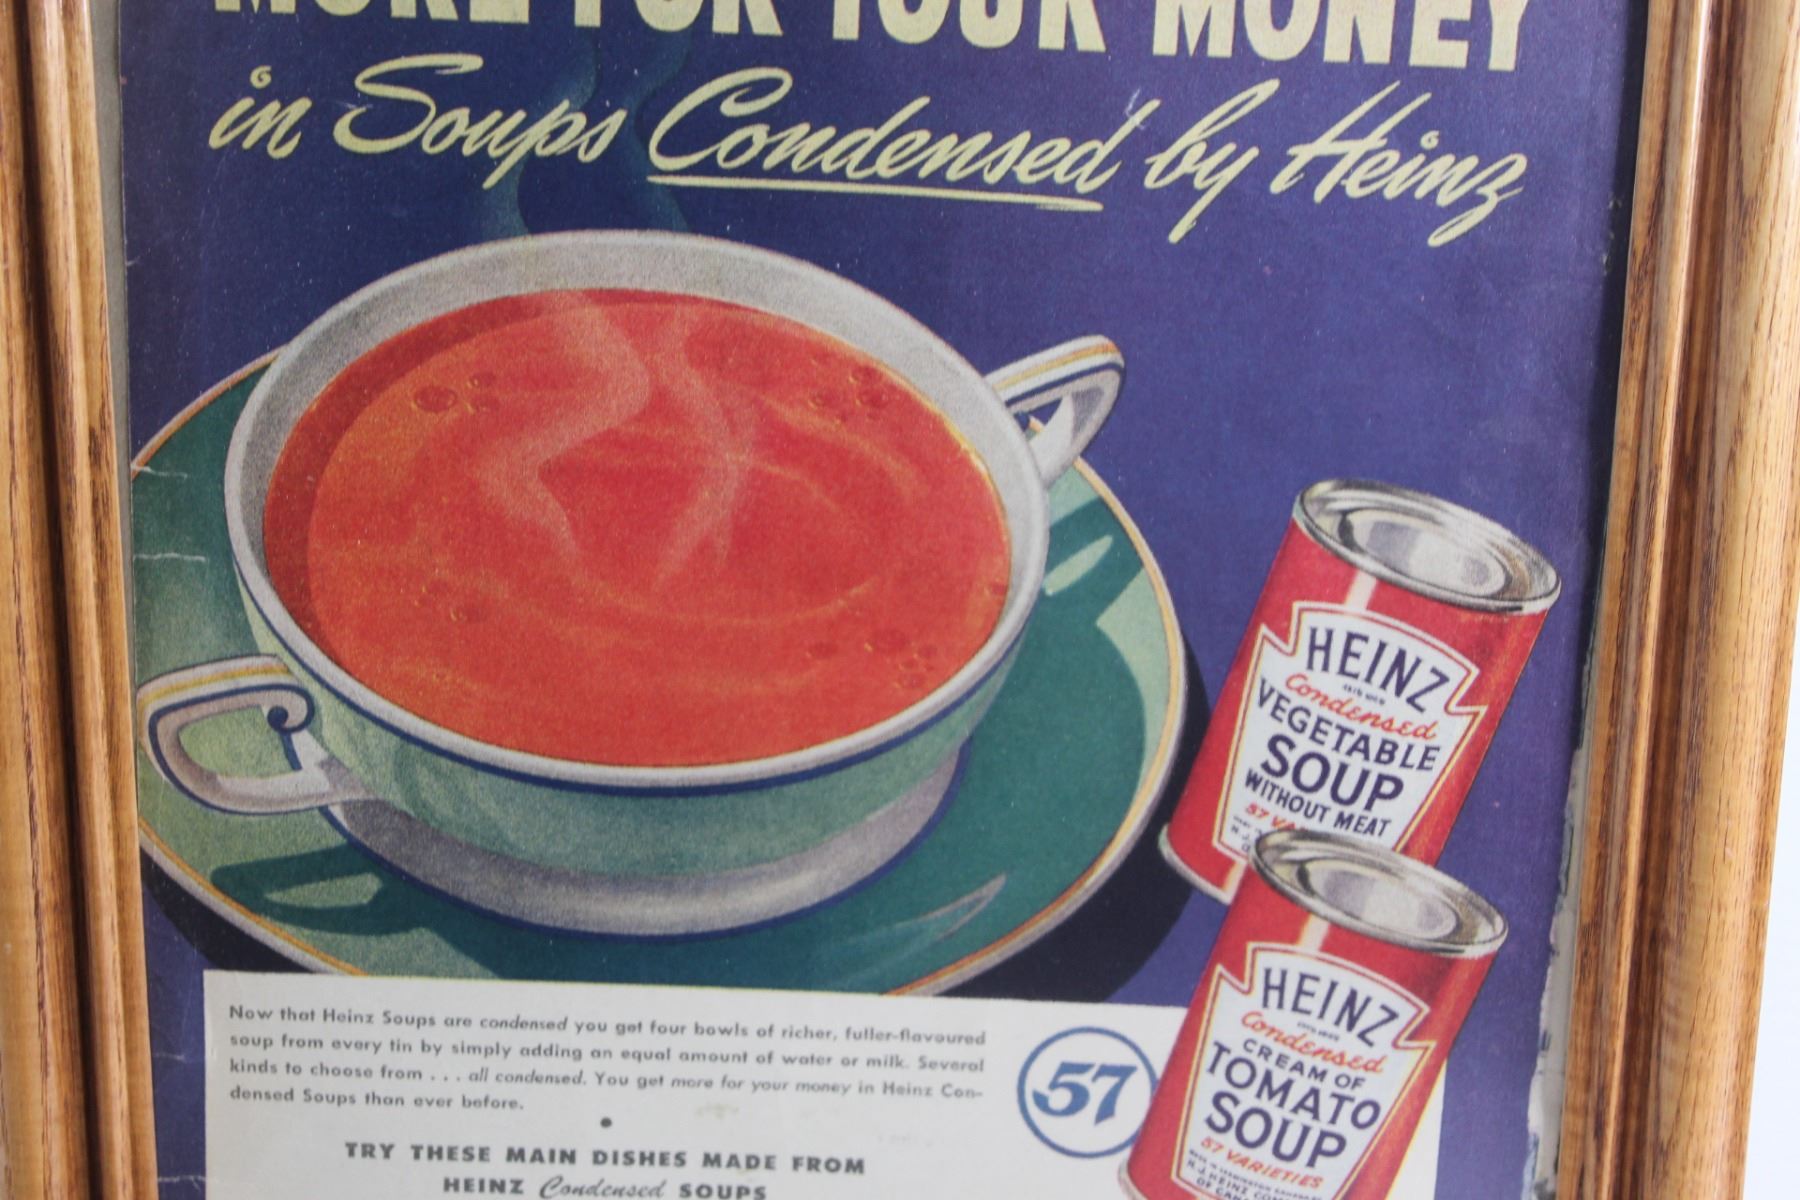 MORE FOR YOUR MONEY
in Soups Condensed by Heinz
HEINZ
Condensed
VEGETABLE
SOUP
WITHOUT MEAT
57
HEINZ
Condensed
CREAM OF
TOMATO
SOUP
57 VARIETIES
H.J. HEINZ
OF CAN
Now that Heinz Soups are condensed you get four bowls of richer, fuller-flavoured
soup from every tin by simply adding an equal amount of water or milk. Several
kinds to choose from . . . all condensed. You get more for your money in Heinz Con-
densed Soups than ever before.
57
•
TRY THESE MAIN DISHES MADE FROM
HEINZ Condensed SOUPS